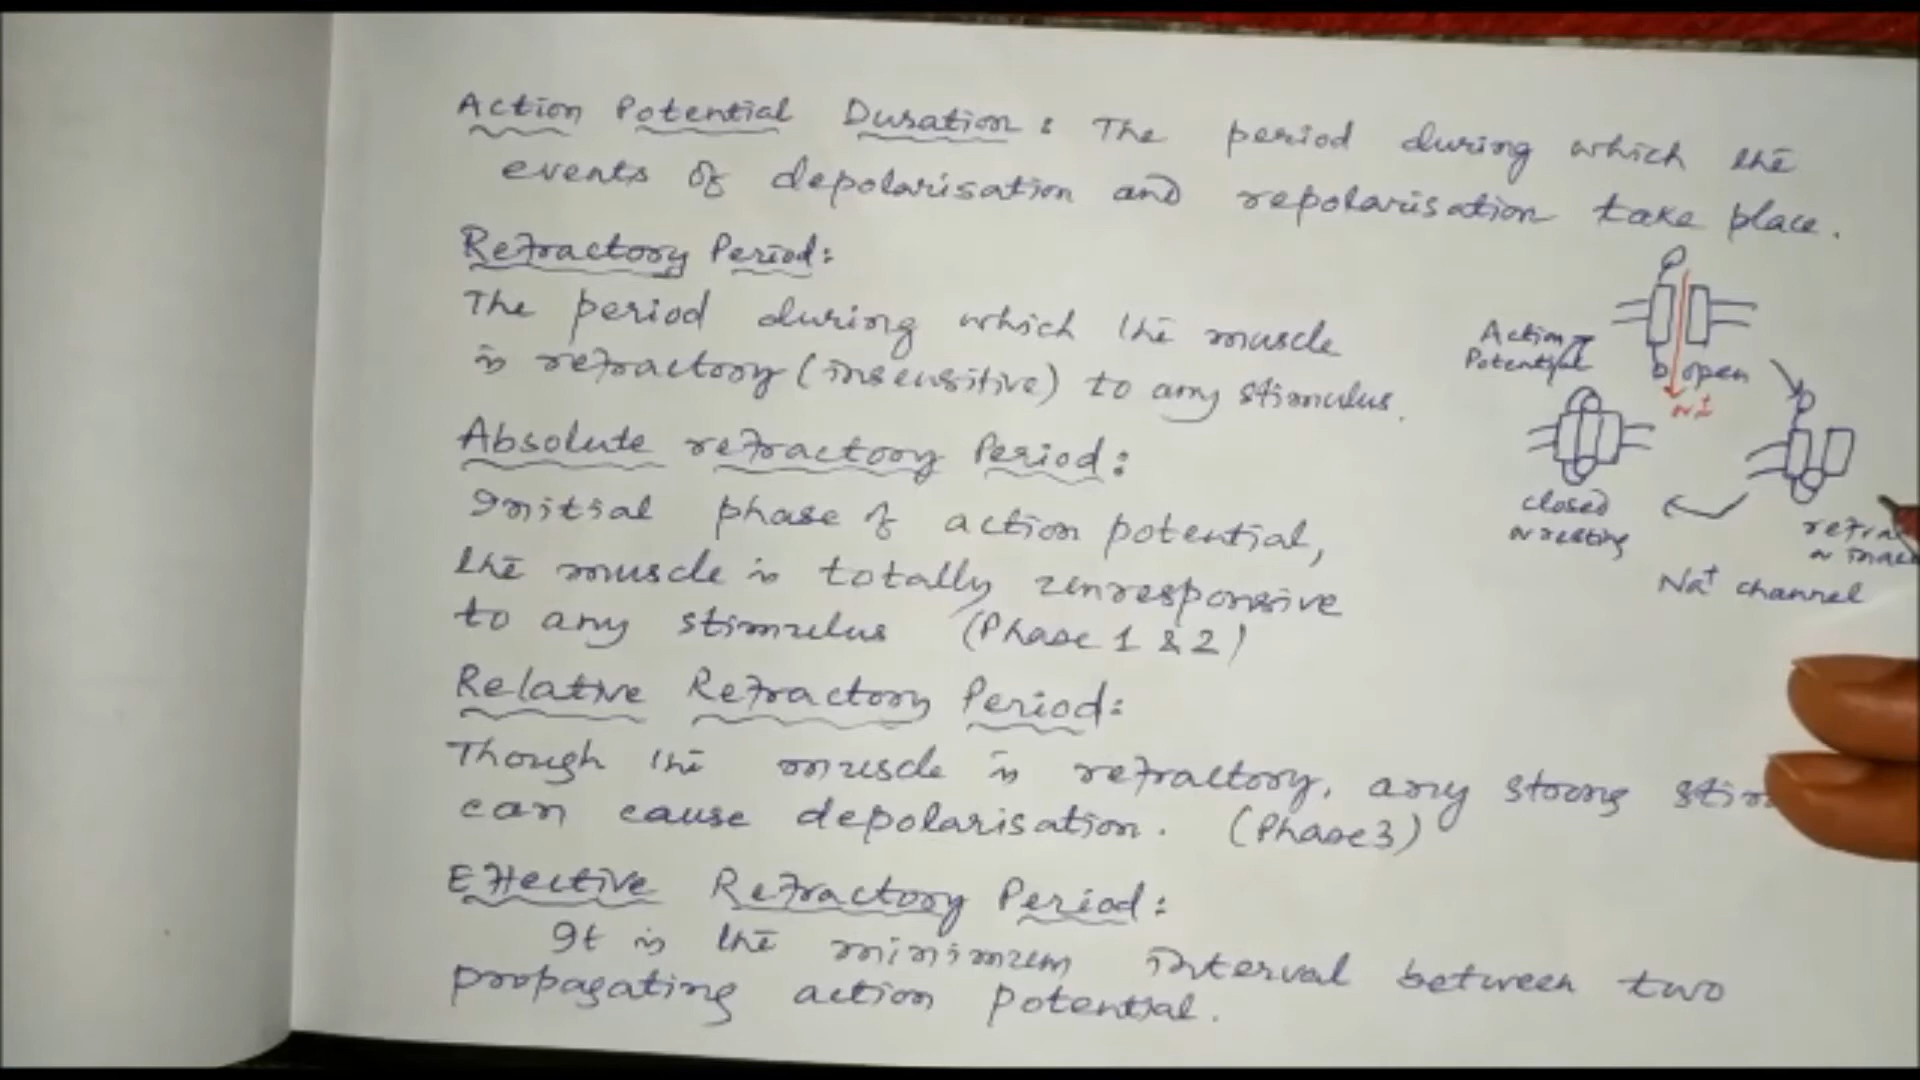 Action Potential Duration: The period during which the
events of depolarisation and repolarisation take place.
Refractory Period:
The period during which the muscle
is refractory (insensitive) to any stimulus.
Absolute refractory Period:
Initial phase of action potential,
the muscle is totally unresponsive
to any stimulus (Phase 1 & 2)
Relative Refractory Period:
Though the muscle is refractory, any strong
can cause depolarisation. (Phase 3)
Effective Refractory Period:
It is the minimum interval between two
propagating action potential.
Action
Potential
open
Na+
closed
or resting
or
Na+ channel